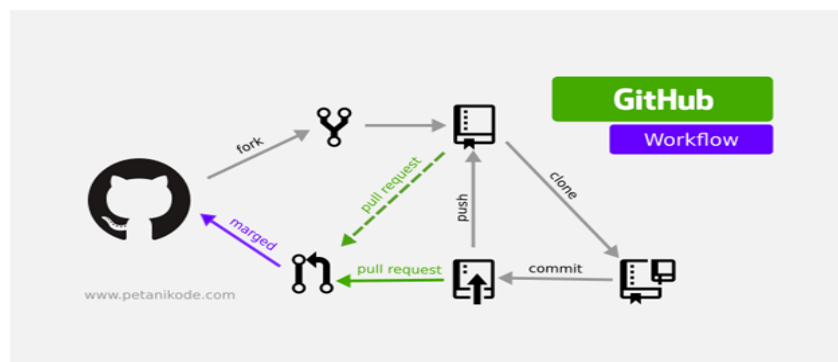 GitHub
Workflow
fork
pull request
clone
push
marged
pull request
commit
www.petanikode.com